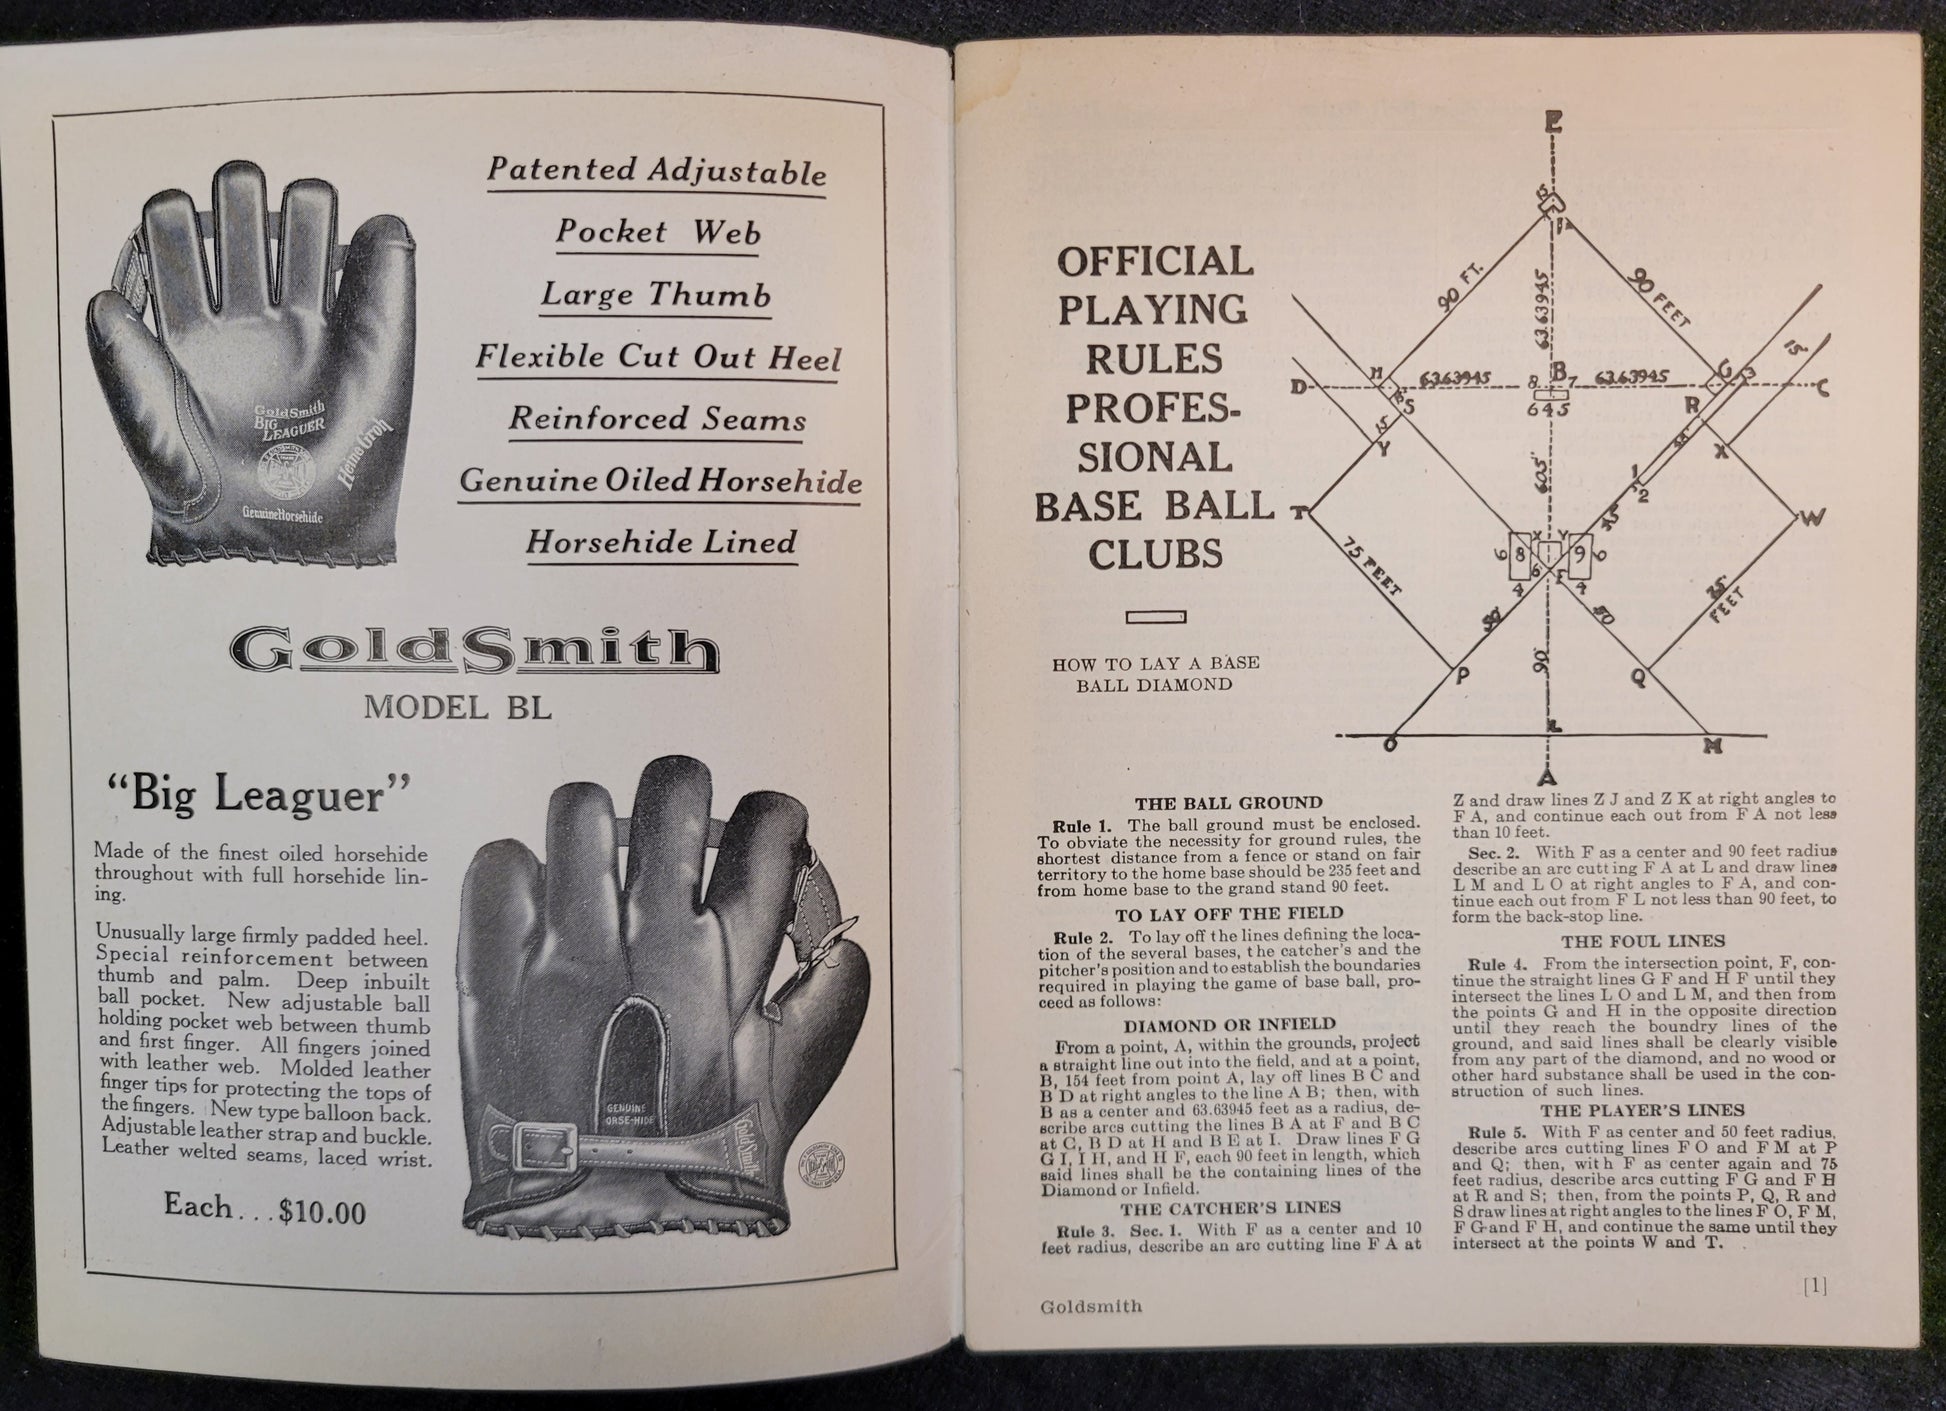 Patented Adjustable
Pocket Web
Large Thumb
Flexible Cut Out Heel
Reinforced Seams
Genuine Oiled Horsehide
Horsehide Lined
GoldSmith
BIG
LEAGUER
Heine Groh
Genuine Horsehide
GoldSmith
MODEL BL
"Big Leaguer"
Made of the finest oiled horsehide
throughout with full horsehide lin-
ing.
Unusually large firmly padded heel.
Special reinforcement between
thumb and palm. Deep inbuilt
ball pocket. New adjustable ball
holding pocket web between thumb
and first finger. All fingers joined
with leather web. Molded leather
finger tips for protecting the tops of
the fingers. New type balloon back.
Adjustable leather strap and buckle.
Leather welted seams, laced wrist.
Each...$10.00
GENUINE
ORSE-HIDE
GoldSmith
OFFICIAL
PLAYING
RULES
PROFES-
SIONAL
BASE BALL
CLUBS
HOW TO LAY A BASE
BALL DIAMOND
E
15
90 FT.
63.63945
90 FEET
D
H
63.63945
8 B 7
63.63945
G 3
C
15'
S
6 4 5
R
15
Y
X
60.5'
1
2
T
W
75 FEET
X Y
6 8
9 6
6
F
4
4
50'
50
75'
FEET
90'
P
Q
O
L
M
A
THE BALL GROUND
Rule 1. The ball ground must be enclosed.
To obviate the necessity for ground rules, the
shortest distance from a fence or stand on fair
territory to the home base should be 235 feet and
from home base to the grand stand 90 feet.
TO LAY OFF THE FIELD
Rule 2. To lay off the lines defining the loca-
tion of the several bases, the catcher's and the
pitcher's position and to establish the boundaries
required in playing the game of base ball, pro-
ceed as follows:
DIAMOND OR INFIELD
From a point, A, within the grounds, project
a straight line out into the field, and at a point,
B, 154 feet from point A, lay off lines B C and
B D at right angles to the line A B; then, with
B as a center and 63.63945 feet as a radius, de-
scribe arcs cutting the lines B A at F and B C
at C, B D at H and B E at I. Draw lines F G
G I, I H, and H F, each 90 feet in length, which
said lines shall be the containing lines of the
Diamond or Infield.
THE CATCHER'S LINES
Rule 3. Sec. 1. With F as a center and 10
feet radius, describe an arc cutting line F A at
Z and draw lines Z J and Z K at right angles to
F A, and continue each out from F A not less
than 10 feet.
Sec. 2. With F as a center and 90 feet radius
describe an arc cutting F A at L and draw lines
L M and L O at right angles to F A, and con-
tinue each out from F L not less than 90 feet, to
form the back-stop line.
THE FOUL LINES
Rule 4. From the intersection point, F, con-
tinue the straight lines G F and H F until they
intersect the lines L O and L M, and then from
the points G and H in the opposite direction
until they reach the boundry lines of the
ground, and said lines shall be clearly visible
from any part of the diamond, and no wood or
other hard substance shall be used in the con-
struction of such lines.
THE PLAYER'S LINES
Rule 5. With F as center and 50 feet radius,
describe arcs cutting lines F O and F M at P
and Q; then, with F as center again and 75
feet radius, describe arcs cutting F G and F H
at R and S; then, from the points P, Q, R and
S draw lines at right angles to the lines F O, F M,
F G and F H, and continue the same until they
intersect at the points W and T.
[1]
Goldsmith